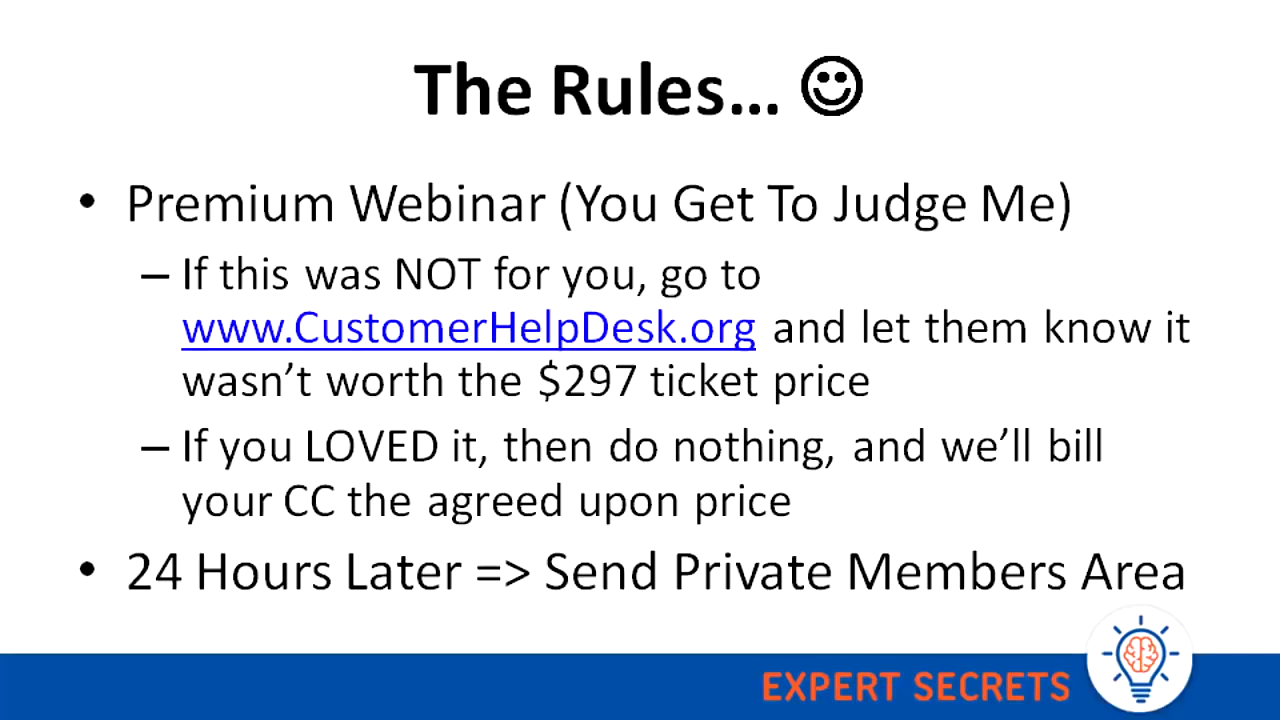 The Rules... ☺
• Premium Webinar (You Get To Judge Me)
– If this was NOT for you, go to
www.CustomerHelpDesk.org and let them know it
wasn’t worth the $297 ticket price
– If you LOVED it, then do nothing, and we’ll bill
your CC the agreed upon price
• 24 Hours Later => Send Private Members Area
EXPERT SECRETS